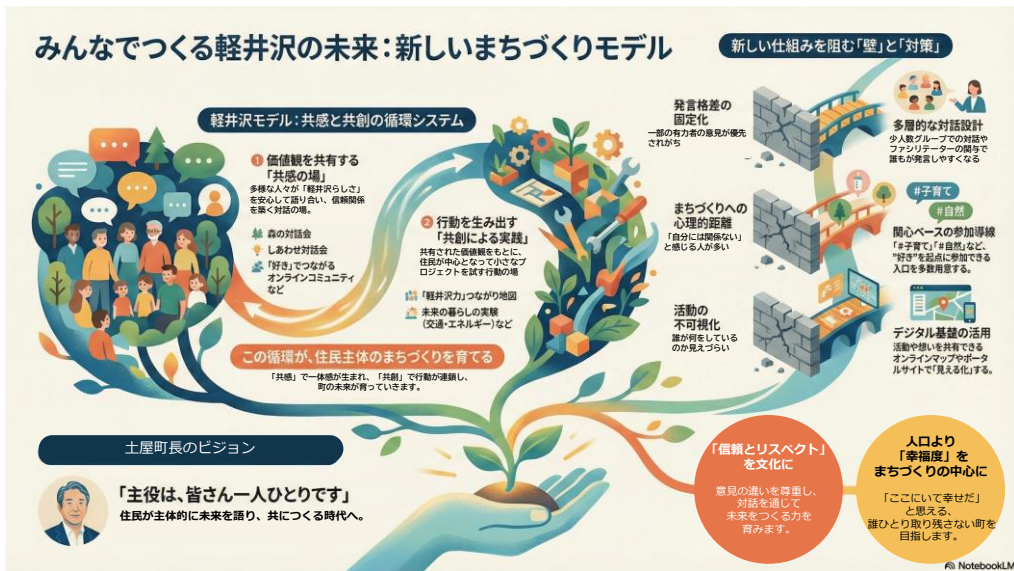 みんなでつくる軽井沢の未来：新しいまちづくりモデル
軽井沢モデル：共感と共創の循環システム
1 価値観を共有する
「共感の場」
多様な人々が「軽井沢らしさ」
を安心して語り合い、信頼関係
を築く対話の場。
森の対話会
しあわせ対話会
「好き」でつながる
オンラインコミュニティ
など
2 行動を生み出す
「共創による実践」
共有された価値観をもとに、
住民が中心となって小さなプ
ロジェクトを試す行動の場
「軽井沢力」つながり地図
未来の暮らしの実験
（交通・エネルギー）など
この循環が、住民主体のまちづくりを育てる
「共感」で一体感が生まれ、「共創」で行動が連鎖し、
町の未来が育っていきます。
新しい仕組みを阻む「壁」と「対策」
発言格差の
固定化
一部の有力者の意見が優先
されがち
多層的な対話設計
少人数グループでの対話や
ファシリテーターの関与で
誰もが発言しやすくなる
まちづくりへの
心理的距離
「自分には関係ない」
と感じる人が多い
#子育て
#自然
関心ベースの参加導線
「#子育て」「#自然」など、
”好き”を起点に参加できる
入口を多数用意する。
活動の
不可視化
誰が何をしている
のか見えづらい
デジタル基盤の活用
活動や想いを共有できる
オンラインマップやポータ
ルサイトで「見える化」する。
土屋町長のビジョン
「主役は、皆さん一人ひとりです」
住民が主体的に未来を語り、共につくる時代へ。
「信頼とリスペクト」
を文化に
意見の違いを尊重し、
対話を通じて
未来をつくる力を
育みます。
人口より
「幸福度」を
まちづくりの中心に
「ここにいて幸せだ」
と思える、
誰ひとり取り残さない町を
目指します。
NotebookLM